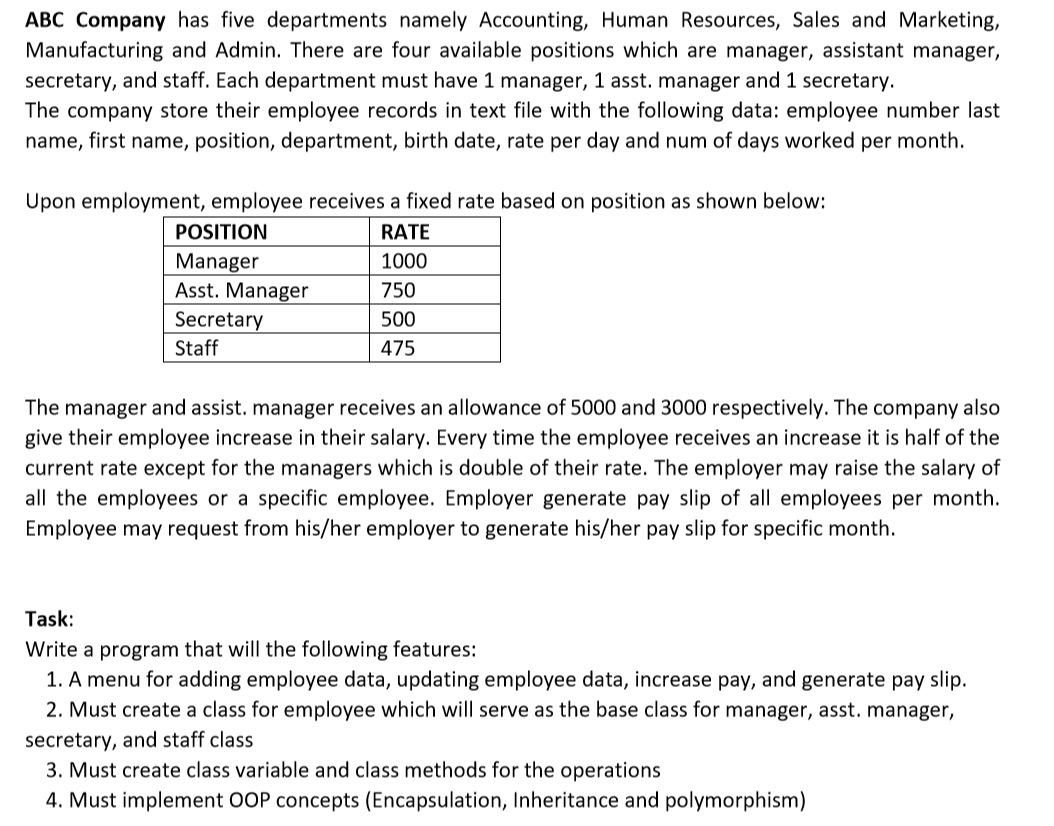 ABC Company has five departments namely Accounting, Human Resources, Sales and Marketing,
Manufacturing and Admin. There are four available positions which are manager, assistant manager,
secretary, and staff. Each department must have 1 manager, 1 asst. manager and 1 secretary.
The company store their employee records in text file with the following data: employee number last
name, first name, position, department, birth date, rate per day and num of days worked per month.
Upon employment, employee receives a fixed rate based on position as shown below:
POSITION RATE
Manager 1000
Asst. Manager 750
Secretary 500
Staff 475
The manager and assist. manager receives an allowance of 5000 and 3000 respectively. The company also
give their employee increase in their salary. Every time the employee receives an increase it is half of the
current rate except for the managers which is double of their rate. The employer may raise the salary of
all the employees or a specific employee. Employer generate pay slip of all employees per month.
Employee may request from his/her employer to generate his/her pay slip for specific month.
Task:
Write a program that will the following features:
1. A menu for adding employee data, updating employee data, increase pay, and generate pay slip.
2. Must create a class for employee which will serve as the base class for manager, asst. manager,
secretary, and staff class
3. Must create class variable and class methods for the operations
4. Must implement OOP concepts (Encapsulation, Inheritance and polymorphism)